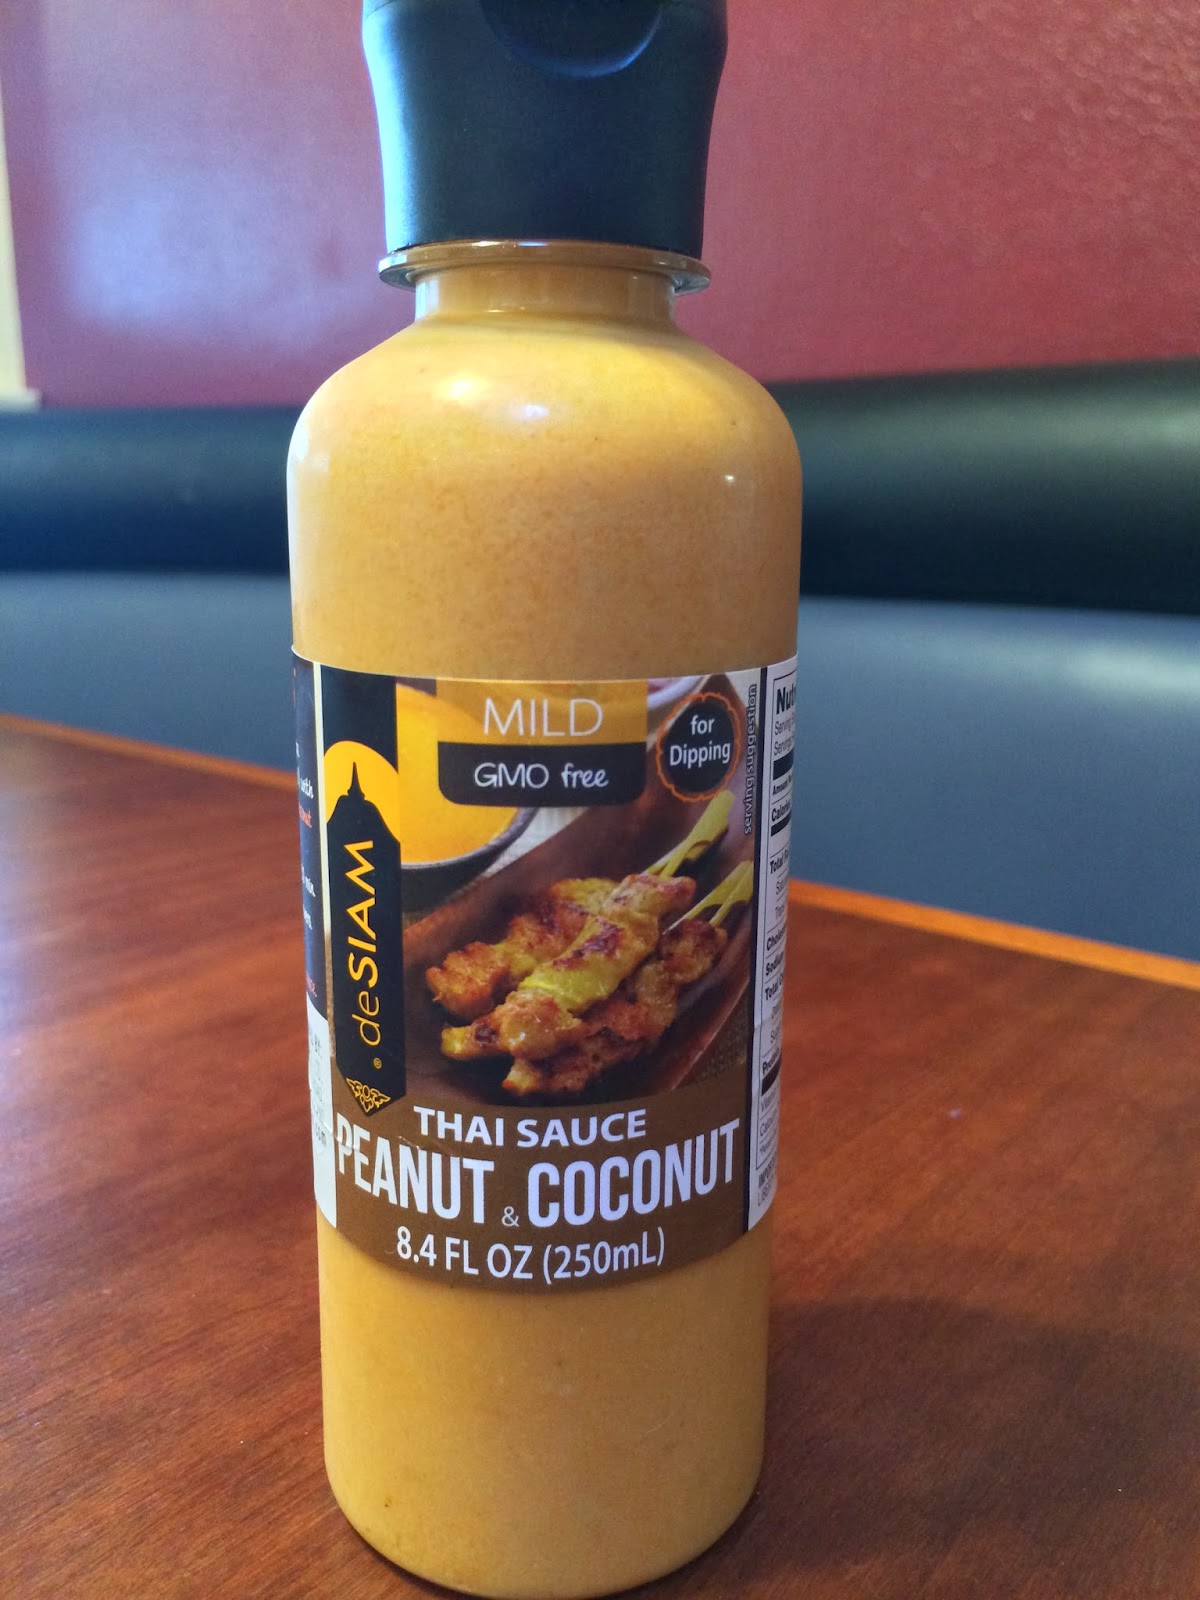 MILD
GMO free
for
Dipping
serving suggestion
deSIAM®
THAI SAUCE
PEANUT & COCONUT
8.4 FL OZ (250mL)